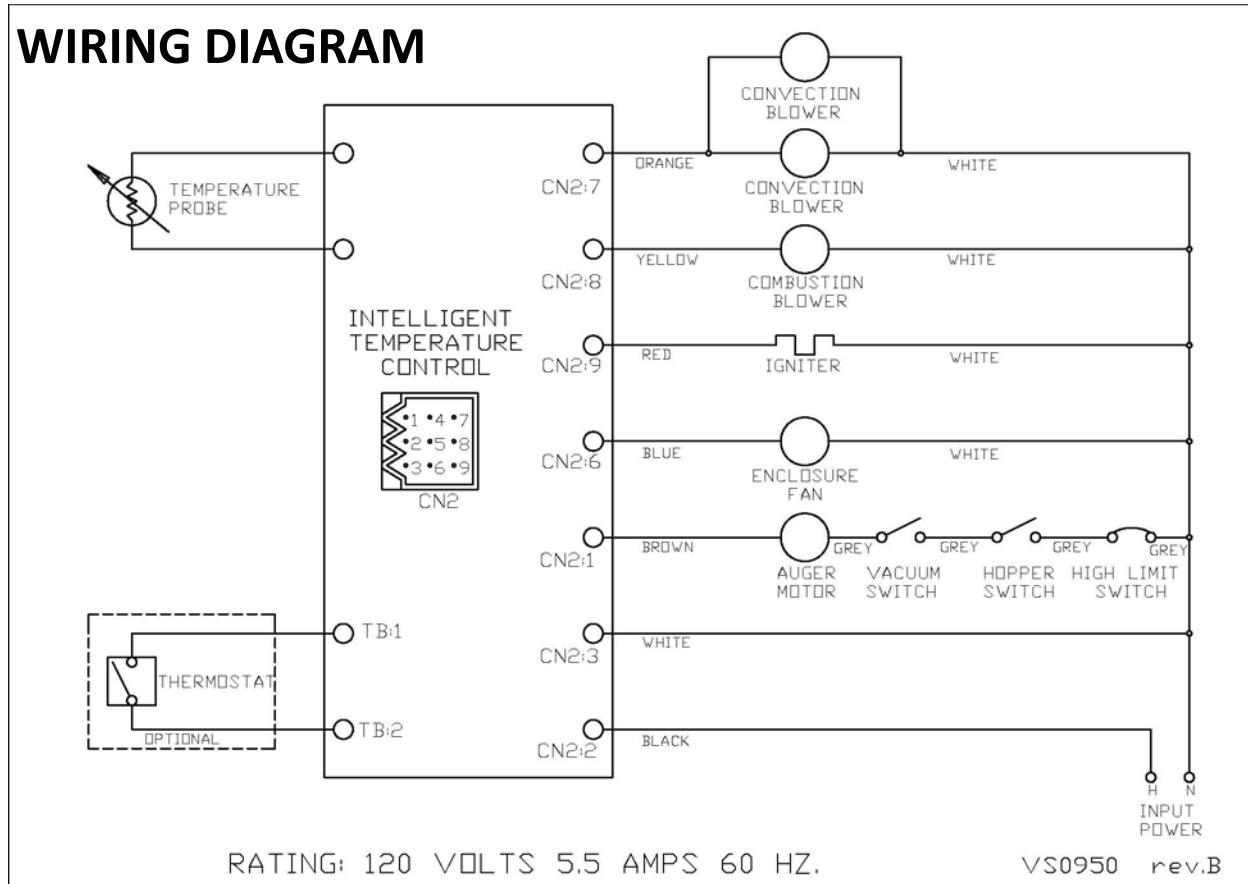 WIRING DIAGRAM
CONVECTION
BLOWER
ORANGE
WHITE
CN2:7
CONVECTION
BLOWER
TEMPERATURE
PROBE
YELLOW
WHITE
CN2:8
COMBUSTION
BLOWER
INTELLIGENT
TEMPERATURE
CONTROL
RED
WHITE
CN2:9
IGNITER
1 4 7
2 5 8
3 6 9
CN2
BLUE
WHITE
CN2:6
ENCLOSURE
FAN
BROWN
GREY
GREY
GREY
GREY
CN2:1
AUGER
MOTOR
VACUUM
SWITCH
HOPPER
SWITCH
HIGH LIMIT
SWITCH
TB:1
CN2:3
WHITE
THERMOSTAT
OPTIONAL
TB:2
CN2:2
BLACK
H N
INPUT
POWER
RATING: 120 VOLTS 5.5 AMPS 60 HZ.
VS0950 rev.B